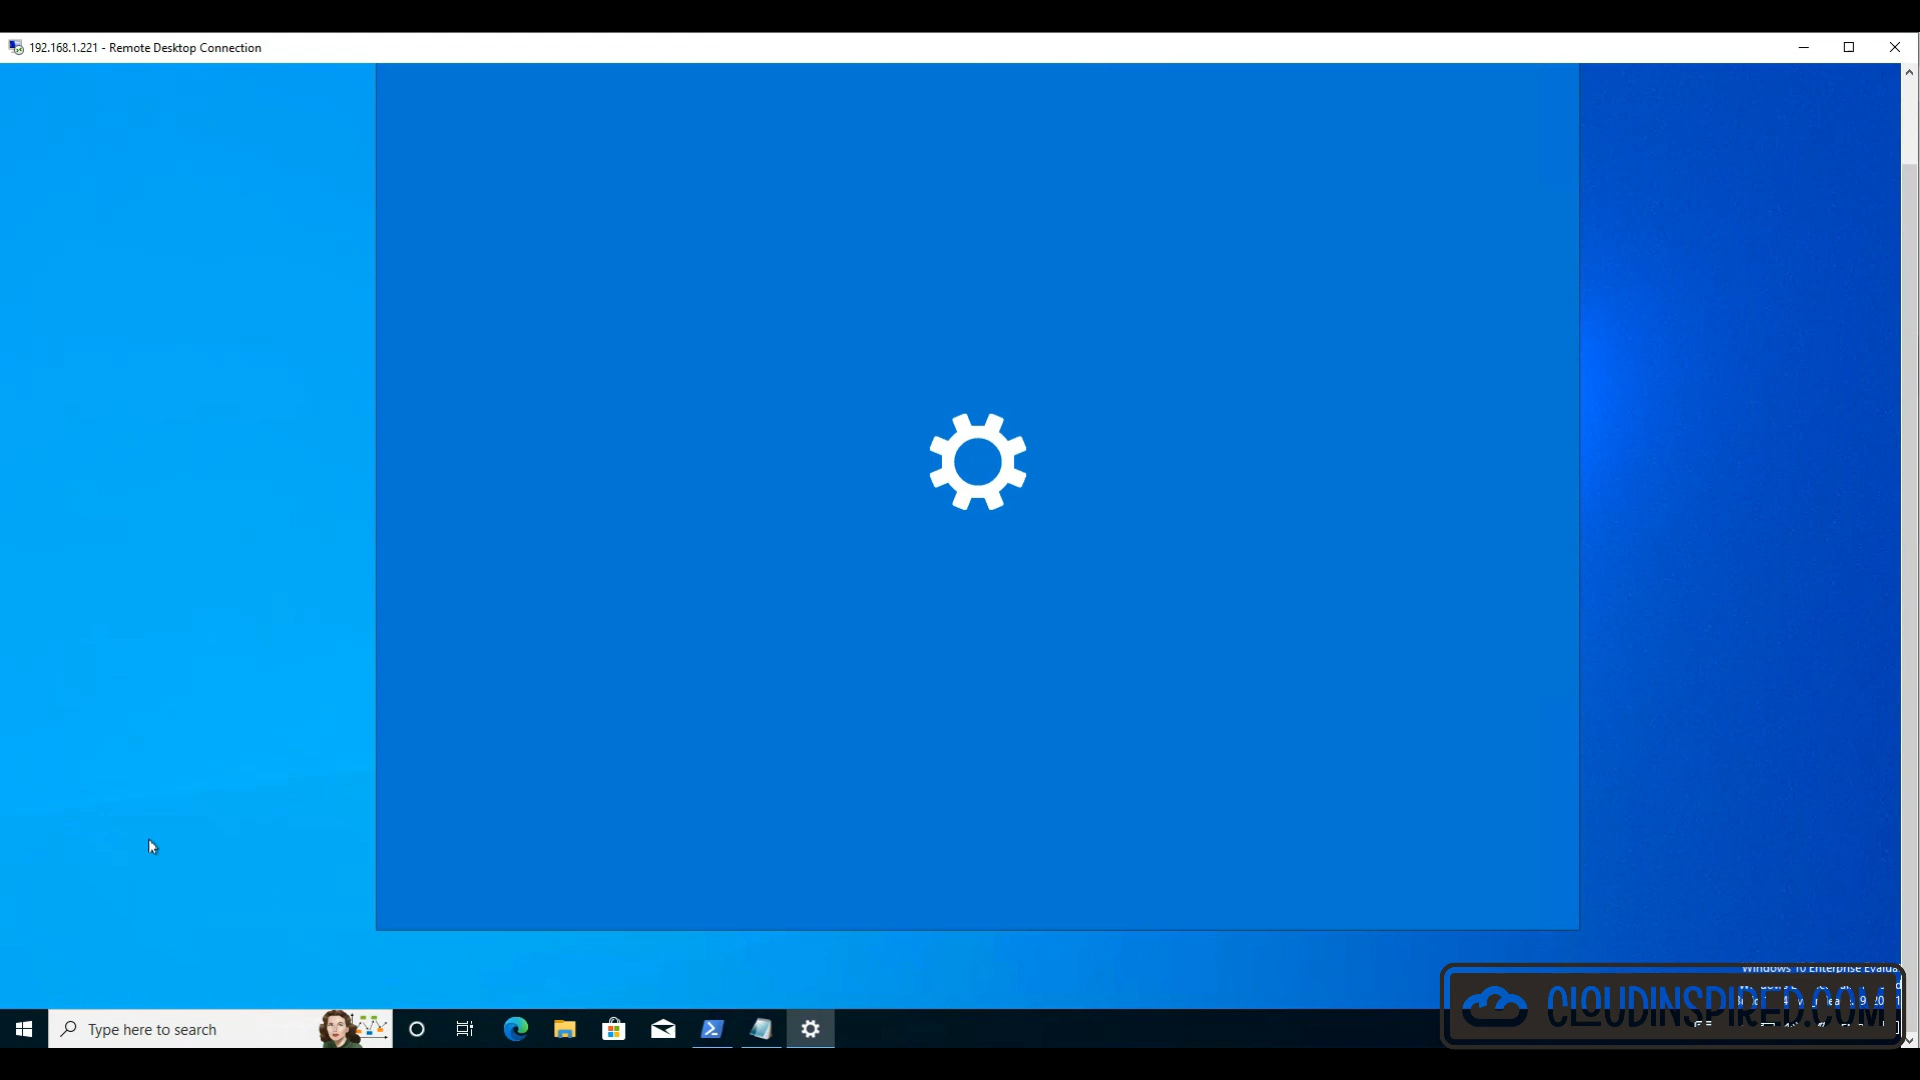 192.168.1.221 - Remote Desktop Connection
Windows 10 Enterprise Evalua
CLOUDINSPIRED.COM
Type here to search